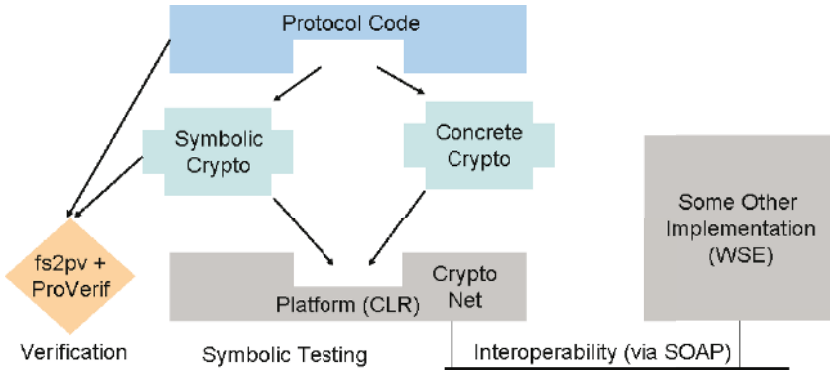 Protocol Code
Symbolic
Crypto
Concrete
Crypto
Some Other
Implementation
(WSE)
fs2pv +
ProVerif
Crypto
Net
Platform (CLR)
Verification
Symbolic Testing
Interoperability (via SOAP)